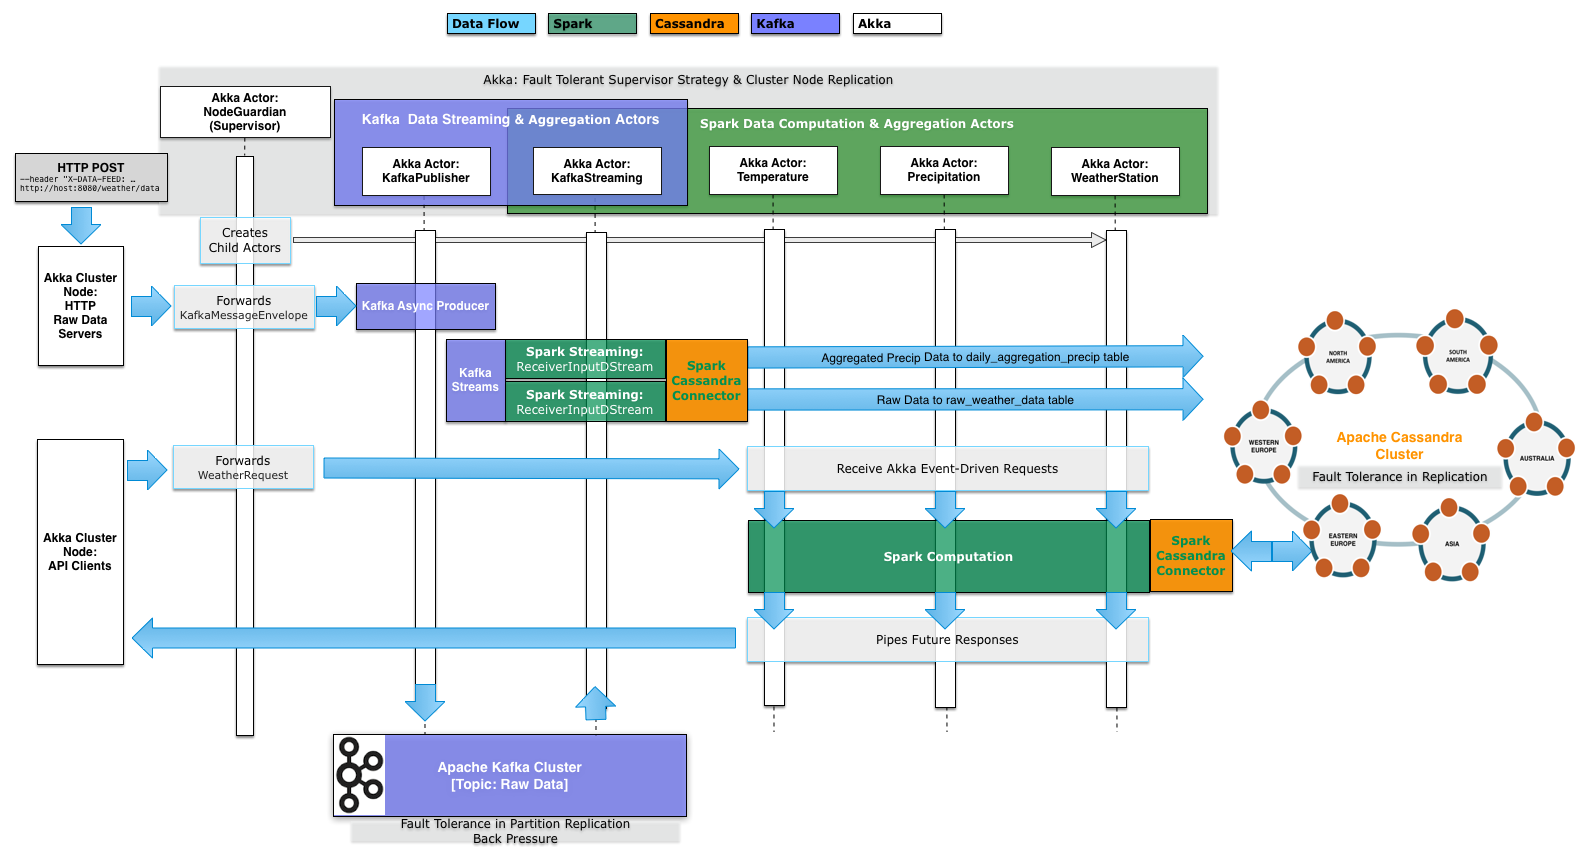 Data Flow
Spark
Cassandra
Kafka
Akka
Akka: Fault Tolerant Supervisor Strategy & Cluster Node Replication
Akka Actor:
NodeGuardian
(Supervisor)
Kafka  Data Streaming & Aggregation Actors
Spark Data Computation & Aggregation Actors
Akka Actor:
KafkaPublisher
Akka Actor:
KafkaStreaming
Akka Actor:
Temperature
Akka Actor:
Precipitation
Akka Actor:
WeatherStation
HTTP POST
--header "X-DATA-FEED: …
http://host:8080/weather/data
Creates
Child Actors
Akka Cluster
Node:
HTTP
Raw Data
Servers
Forwards
KafkaMessageEnvelope
Kafka Async Producer
Kafka
Streams
Spark Streaming:
ReceiverInputDStream
Spark Streaming:
ReceiverInputDStream
Spark
Cassandra
Connector
Aggregated Precip Data to daily_aggregation_precip table
Raw Data to raw_weather_data table
NORTH
AMERICA
SOUTH
AMERICA
WESTERN
EUROPE
AUSTRALIA
EASTERN
EUROPE
ASIA
Apache Cassandra
Cluster
Fault Tolerance in Replication
Akka Cluster
Node:
API Clients
Forwards
WeatherRequest
Receive Akka Event-Driven Requests
Spark Computation
Spark
Cassandra
Connector
Pipes Future Responses
Apache Kafka Cluster
[Topic: Raw Data]
Fault Tolerance in Partition Replication
Back Pressure